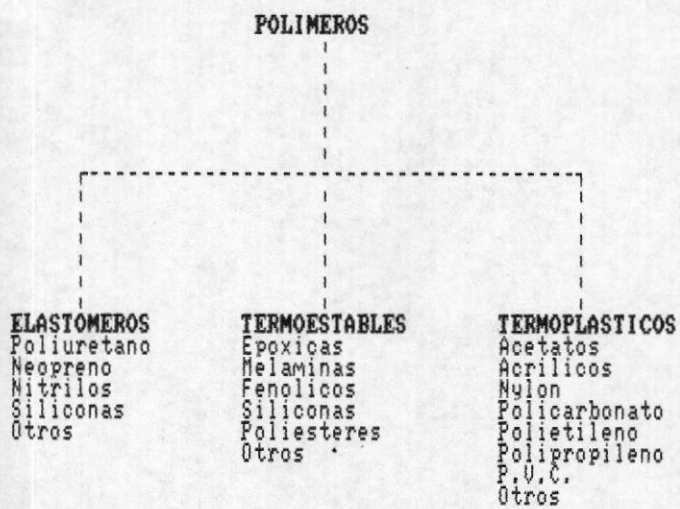 POLIMEROS
ELASTOMEROS
Poliuretano
Neopreno
Nitrilos
Siliconas
Otros
TERMOESTABLES
Epoxicas
Melaminas
Fenolicos
Siliconas
Poliesteres
Otros
TERMOPLASTICOS
Acetatos
Acrilicos
Nylon
Policarbonato
Polietileno
Polipropileno
P.V.C.
Otros